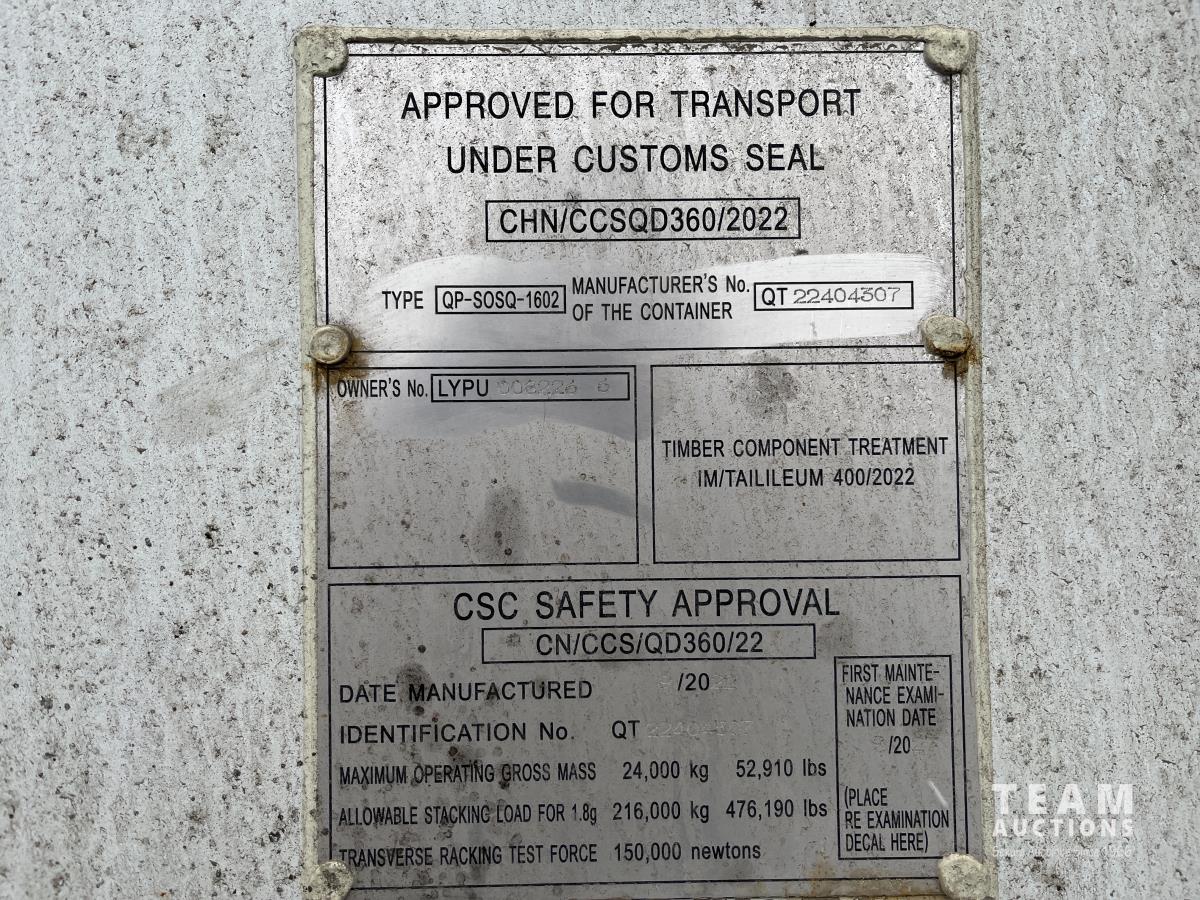 APPROVED FOR TRANSPORT
UNDER CUSTOMS SEAL
CHN/CCSQD360/2022
TYPE QP-SOSQ-1602 MANUFACTURER'S No. OF THE CONTAINER QT 22404307
OWNER'S No. LYPU 008226 6
TIMBER COMPONENT TREATMENT
IM/TAILILEUM 400/2022
CSC SAFETY APPROVAL
CN/CCS/QD360/22
DATE MANUFACTURED /20
IDENTIFICATION No. QT 22404307
MAXIMUM OPERATING GROSS MASS 24,000 kg 52,910 lbs
ALLOWABLE STACKING LOAD FOR 1.8g 216,000 kg 476,190 lbs
TRANSVERSE RACKING TEST FORCE 150,000 newtons
FIRST MAINTE-
NANCE EXAMI-
NATION DATE
/20
(PLACE
RE EXAMINATION
DECAL HERE)
TEAM
AUCTIONS